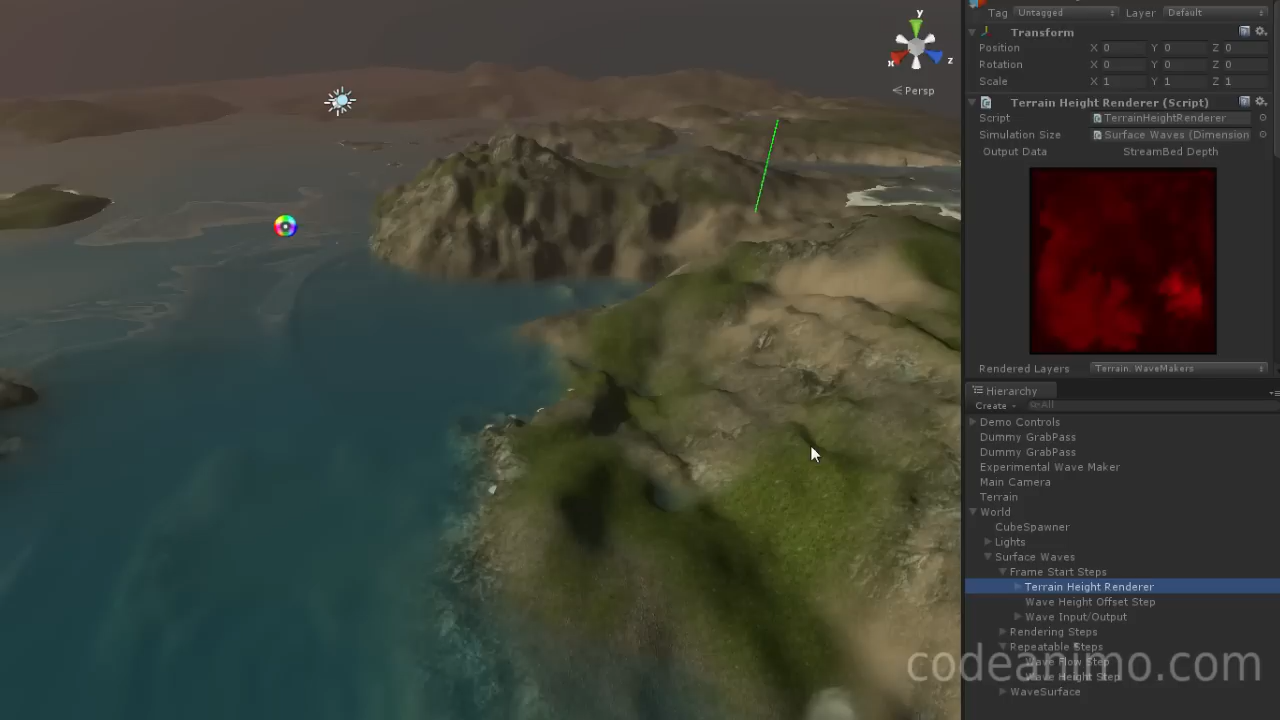 y
x
z
Persp
Tag Untagged Layer Default
Transform
Position X 0 Y 0 Z 0
Rotation X 0 Y 0 Z 0
Scale X 1 Y 1 Z 1
Terrain Height Renderer (Script)
Script TerrainHeightRenderer
Simulation Size Surface Waves (Dimension
Output Data StreamBed Depth
Rendered Layers Terrain, WaveMakers
Hierarchy
Create All
Demo Controls
Dummy GrabPass
Dummy GrabPass
Experimental Wave Maker
Main Camera
Terrain
World
CubeSpawner
Lights
Surface Waves
Frame Start Steps
Terrain Height Renderer
Wave Height Offset Step
Wave Input/Output
Rendering Steps
Repeatable Steps
Wave Flow Step
Wave Height Step
WaveSurface
codeanimo.com